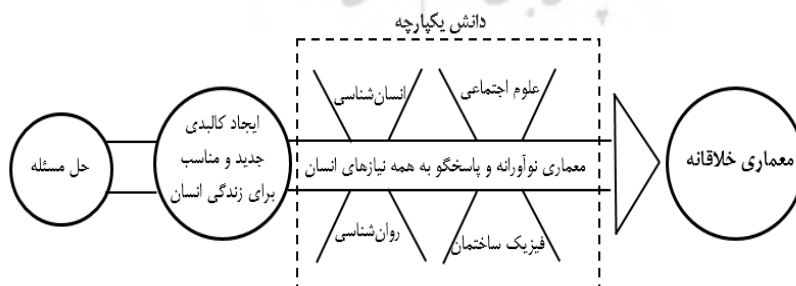 دانش یکپارچه
انسان‌شناسی
علوم اجتماعی
معماری خلاقانه
معماری نوآورانه و پاسخگو به همه نیازهای انسان
ایجاد کالبدی
جدید و مناسب
برای زندگی انسان
حل مسئله
روان‌شناسی
فیزیک ساختمان